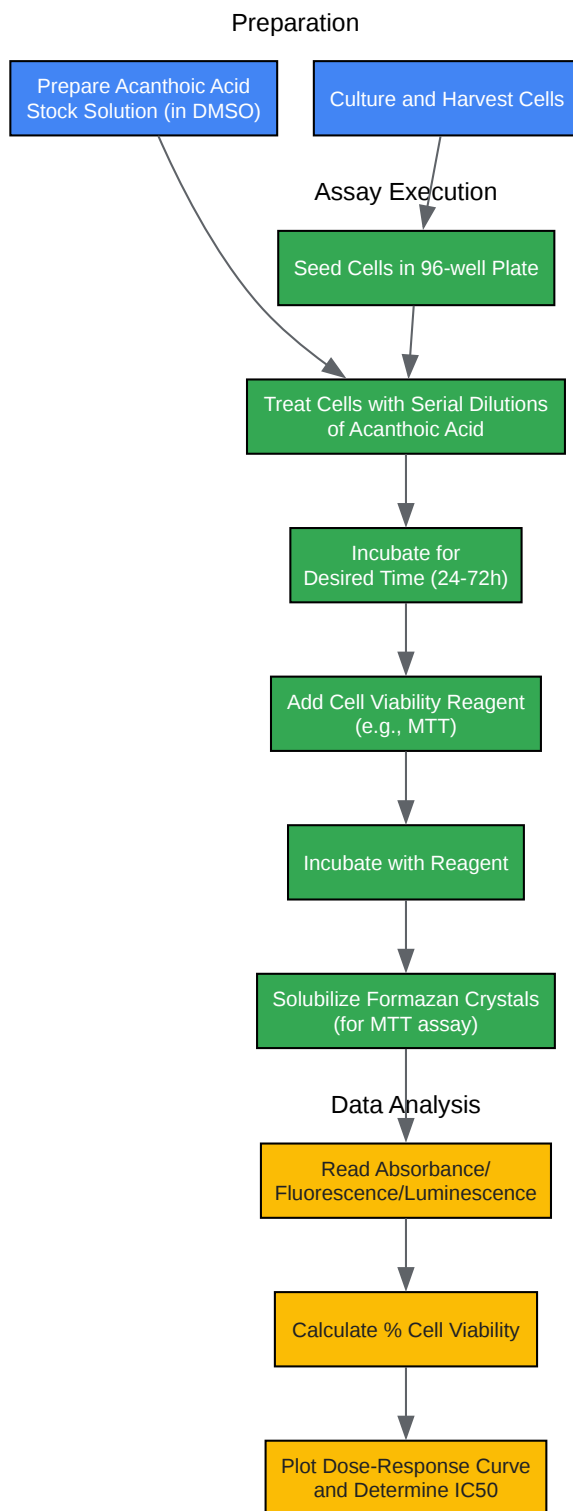 Preparation
Prepare Acanthoic Acid
Stock Solution (in DMSO)
Culture and Harvest Cells
Assay Execution
Seed Cells in 96-well Plate
Treat Cells with Serial Dilutions
of Acanthoic Acid
Incubate for
Desired Time (24-72h)
Add Cell Viability Reagent
(e.g., MTT)
Incubate with Reagent
Solubilize Formazan Crystals
(for MTT assay)
Data Analysis
Read Absorbance/
Fluorescence/Luminescence
Calculate % Cell Viability
Plot Dose-Response Curve
and Determine IC50